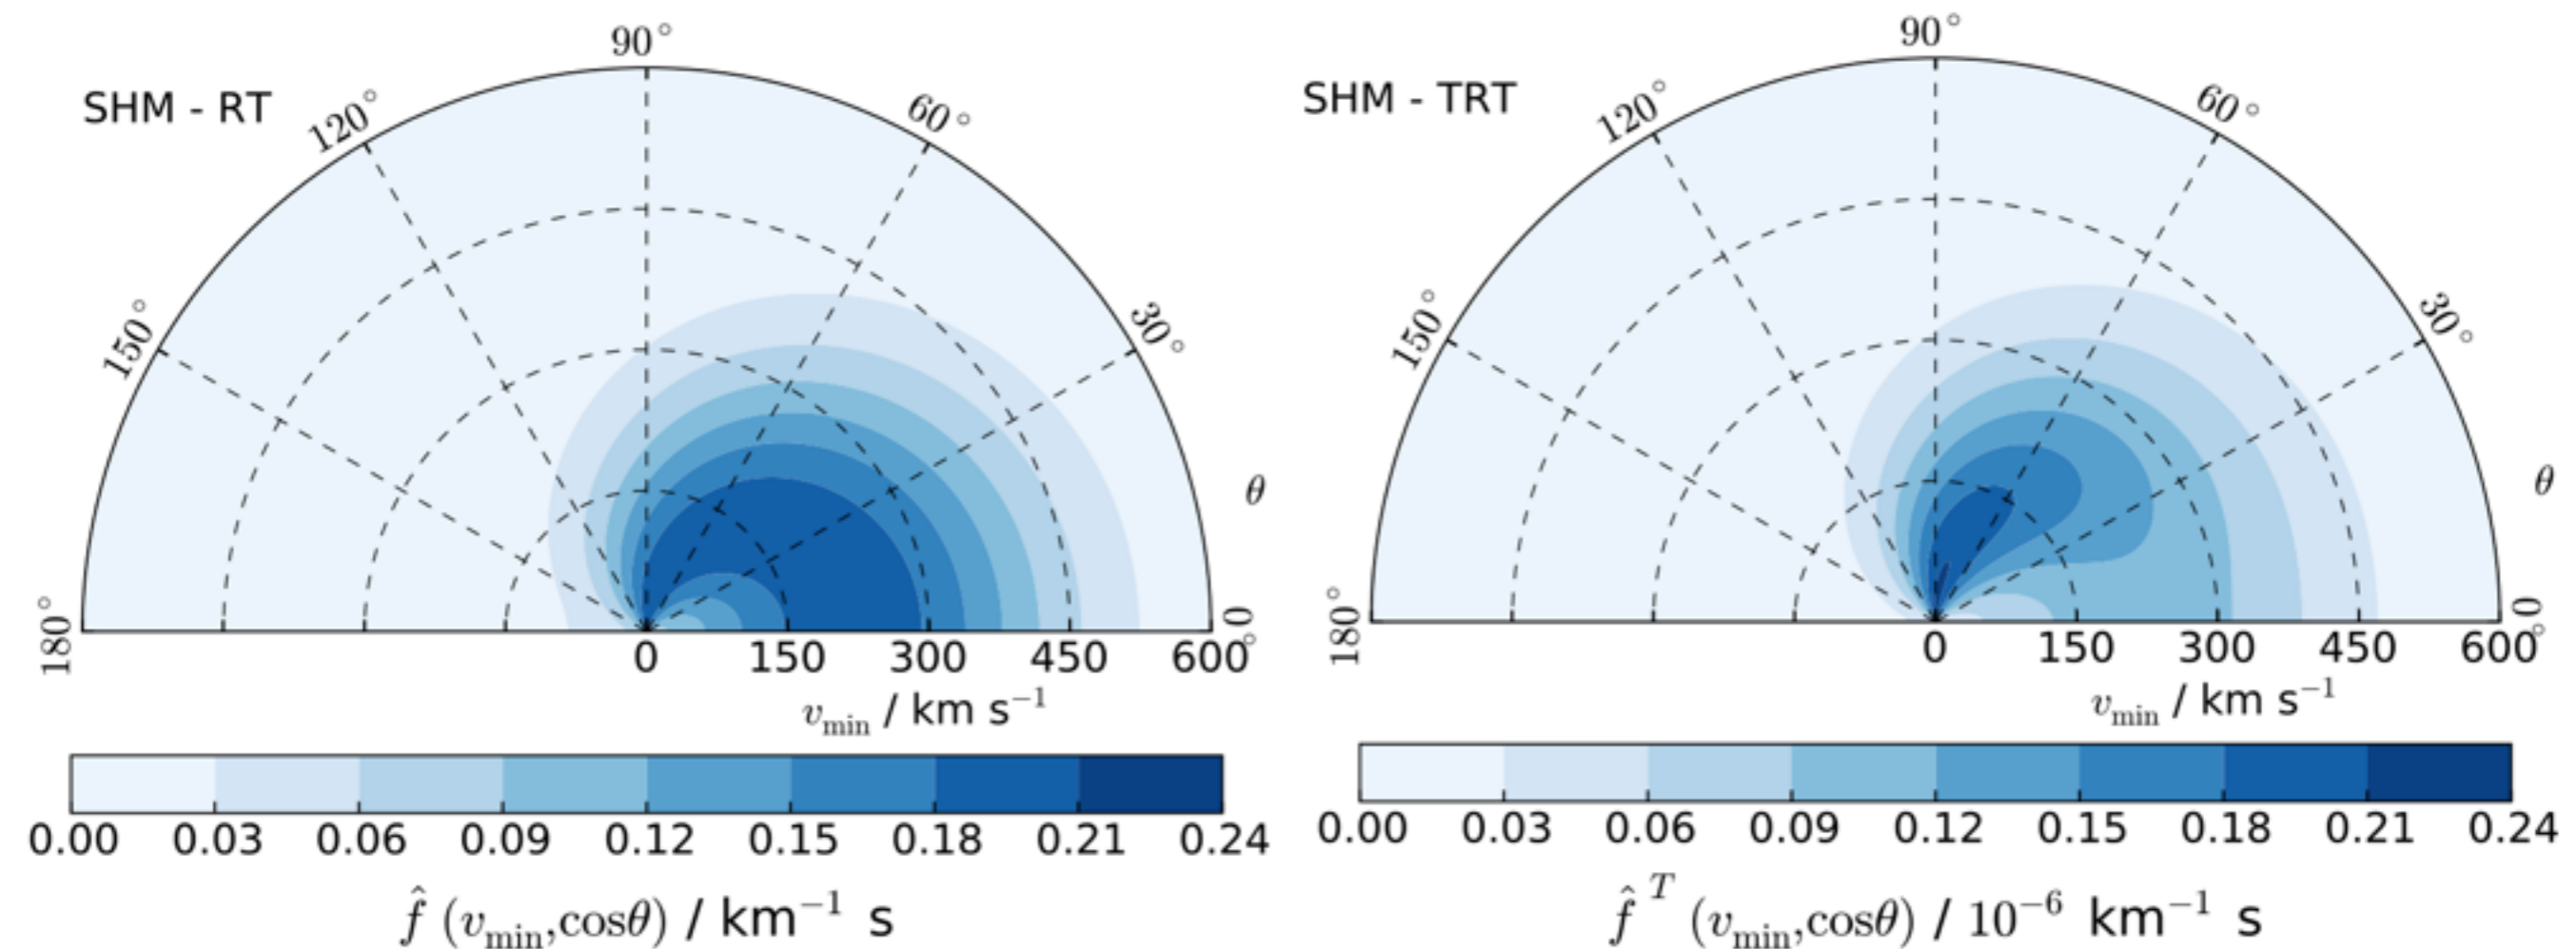 SHM - RT
90°
120°
60°
150°
30°
θ
180°
0°
0 150 300 450 600
v_min / km s⁻¹
0.00 0.03 0.06 0.09 0.12 0.15 0.18 0.21 0.24
f̂ (v_min,cosθ) / km⁻¹ s
SHM - TRT
90°
120°
60°
150°
30°
θ
180°
0°
0 150 300 450 600
v_min / km s⁻¹
0.00 0.03 0.06 0.09 0.12 0.15 0.18 0.21 0.24
f̂ ᵀ (v_min,cosθ) / 10⁻⁶ km⁻¹ s